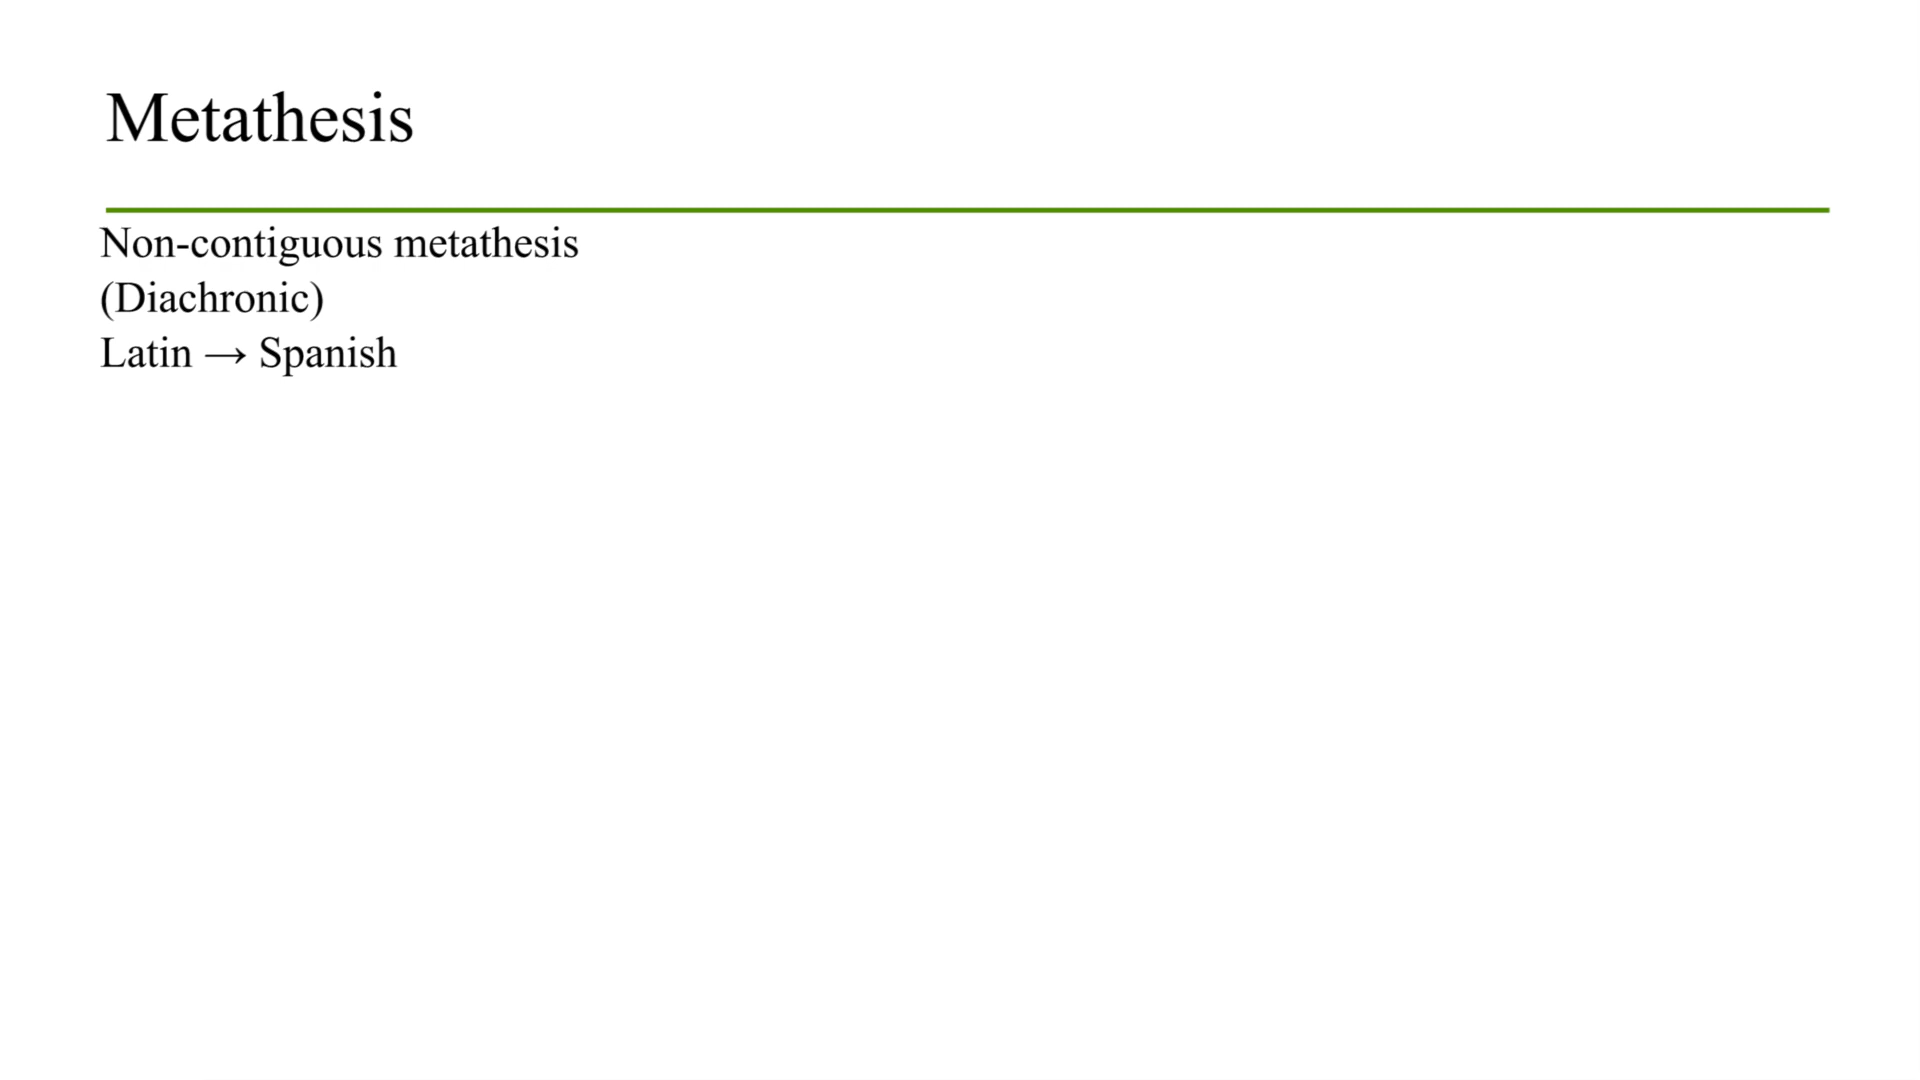 Metathesis
Non-contiguous metathesis
(Diachronic)
Latin → Spanish